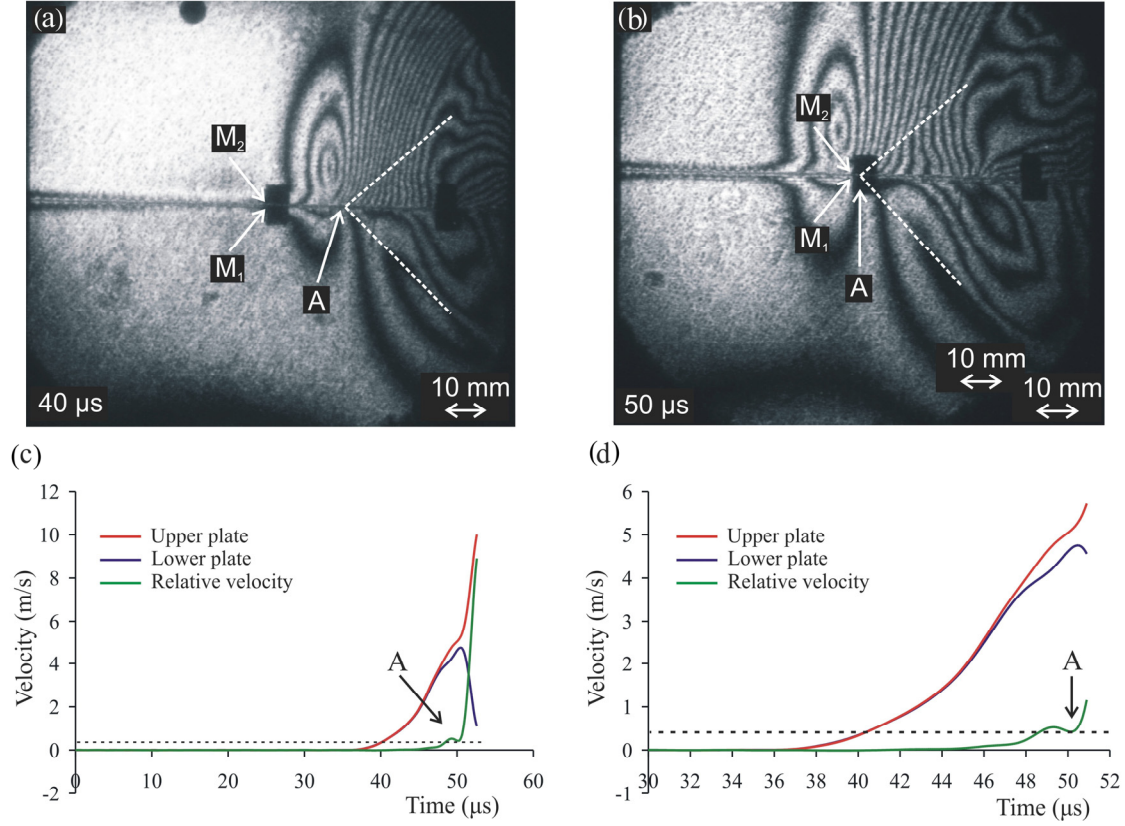 (a)
M2
M1
A
40 µs
10 mm
(b)
M2
M1
A
50 µs
10 mm
10 mm
(c)
12
10
8
6
4
2
0
-2
Velocity (m/s)
Upper plate
Lower plate
Relative velocity
A
0 10 20 30 40 50 60
Time (µs)
(d)
6
5
4
3
2
1
0
-1
Velocity (m/s)
Upper plate
Lower plate
Relative velocity
A
30 32 34 36 38 40 42 44 46 48 50 52
Time (µs)